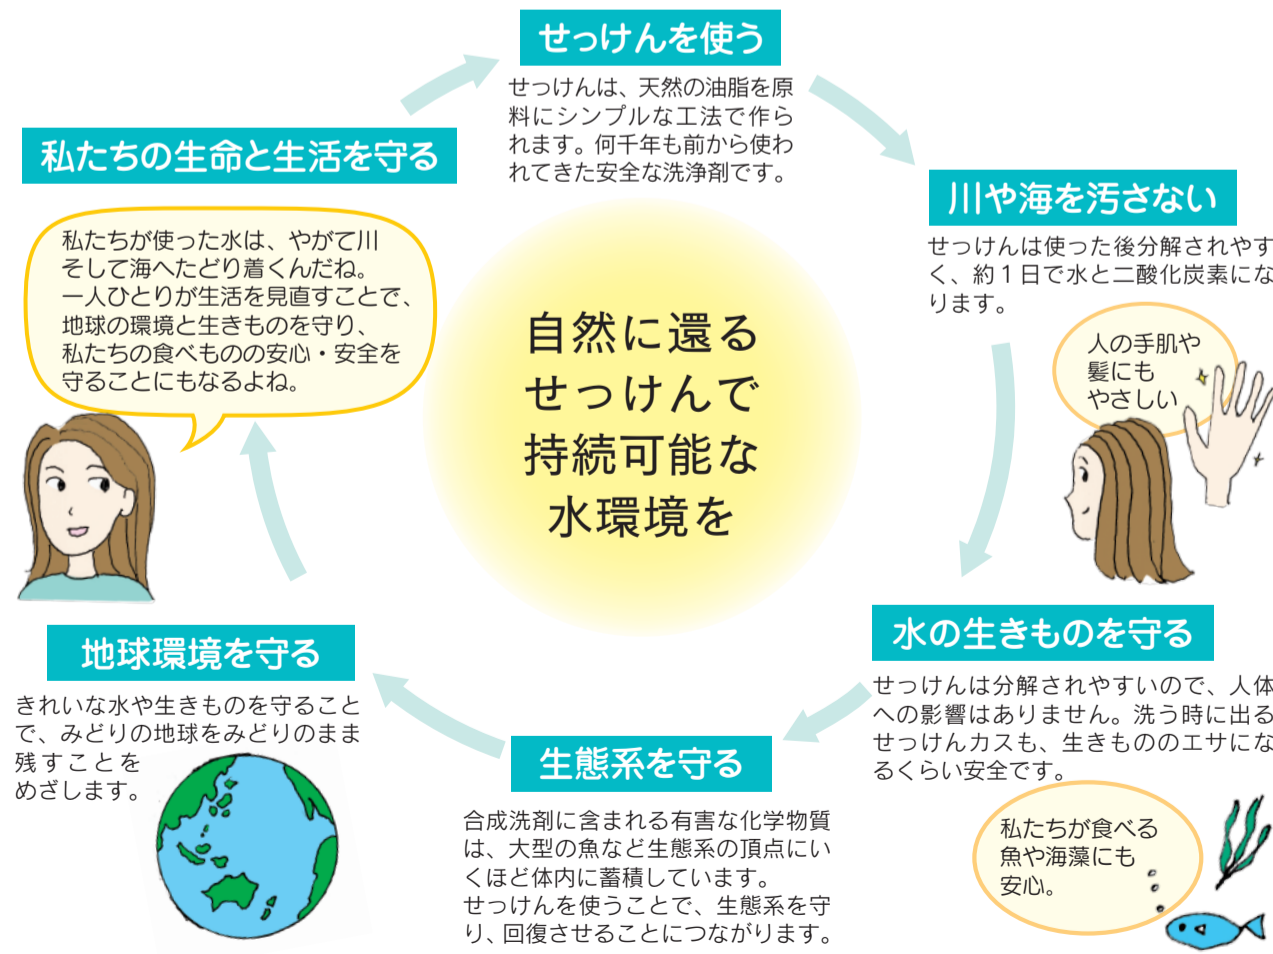 せっけんを使う
せっけんは、天然の油脂を原
料にシンプルな工法で作ら
れます。何千年も前から使わ
れてきた安全な洗浄剤です。
川や海を汚さない
せっけんは使った後分解されやす
く、約1日で水と二酸化炭素にな
ります。
人の手肌や
髪にも
やさしい
水の生きものを守る
せっけんは分解されやすいので、人体
への影響はありません。洗う時に出る
せっけんカスも、生きもののエサにな
るくらい安全です。
私たちが食べる
魚や海藻にも
安心。
生態系を守る
合成洗剤に含まれる有害な化学物質
は、大型の魚など生態系の頂点にい
くほど体内に蓄積しています。
せっけんを使うことで、生態系を守
り、回復させることにつながります。
地球環境を守る
きれいな水や生きものを守ること
で、みどりの地球をみどりのまま
残すことを
めざします。
私たちの生命と生活を守る
私たちが使った水は、やがて川
そして海へたどり着くんだね。
一人ひとりが生活を見直すことで、
地球の環境と生きものを守り、
私たちの食べものの安心・安全を
守ることにもなるよね。
自然に還る
せっけんで
持続可能な
水環境を